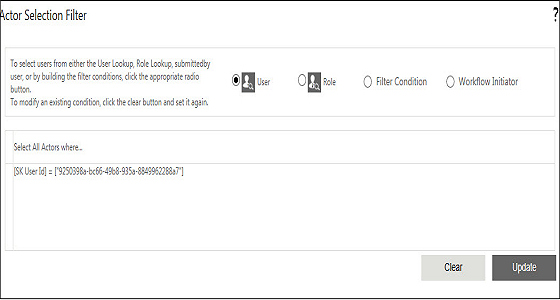 Actor Selection Filter
?
To select users from either the User Lookup, Role Lookup, submittedby
user, or by building the filter conditions, click the appropriate radio
button.
To modify an existing condition, click the clear button and set it again.
User Role Filter Condition Workflow Initiator
Select All Actors where...
[SK User Id] = ["9250398a-bc66-49b8-935a-8849962288a7"]
Clear Update